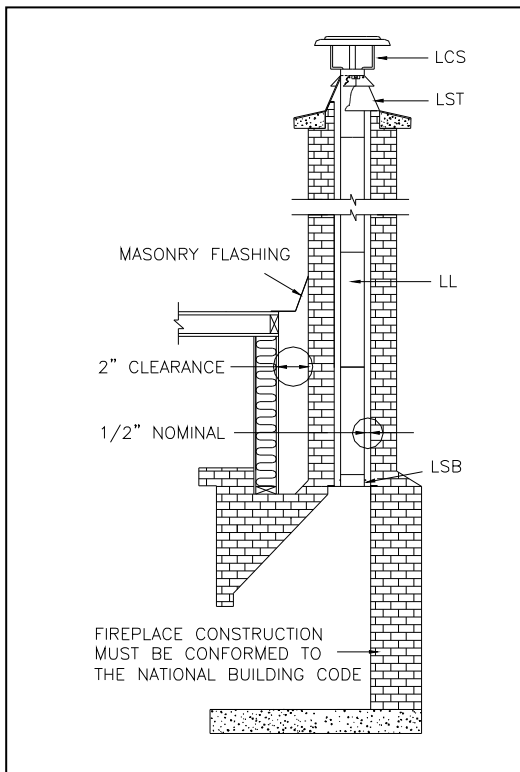 LCS
LST
MASONRY FLASHING
LL
2" CLEARANCE
1/2" NOMINAL
LSB
FIREPLACE CONSTRUCTION
MUST BE CONFORMED TO
THE NATIONAL BUILDING CODE